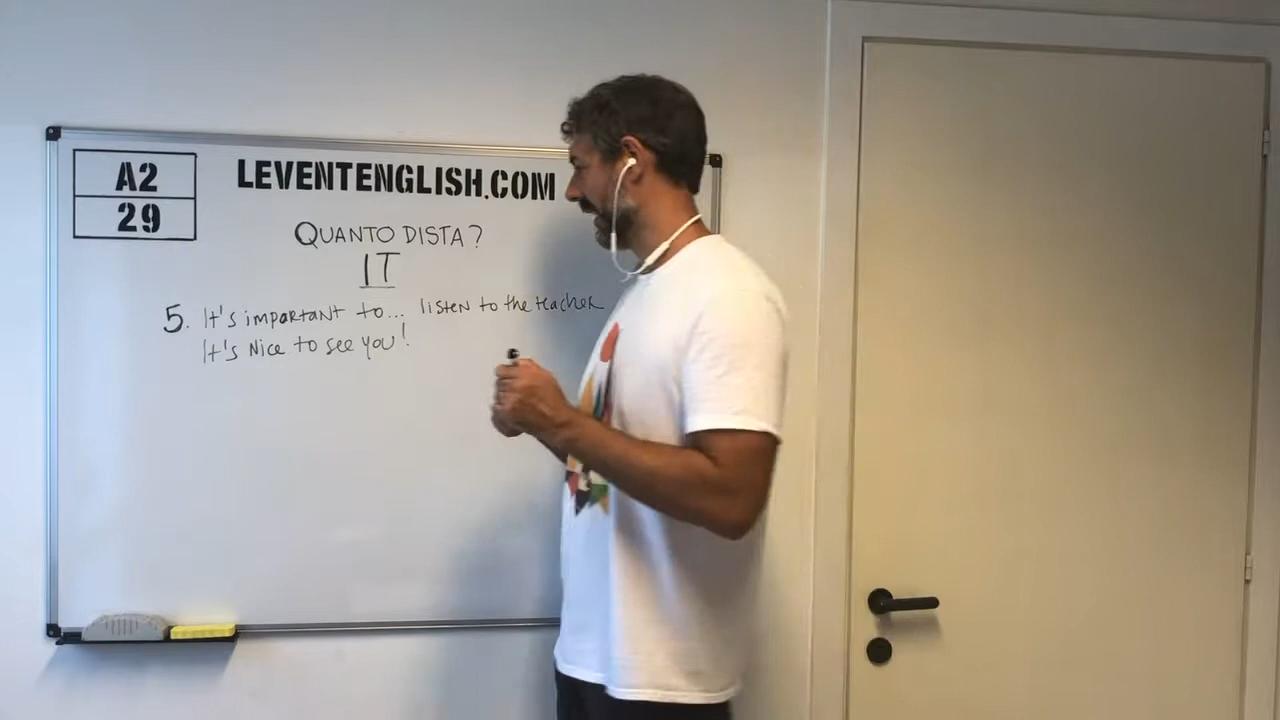 A2
29
LEVENTENGLISH.COM
QUANTO DISTA?
IT
5. It's important to... listen to the teacher
It's Nice to see you!